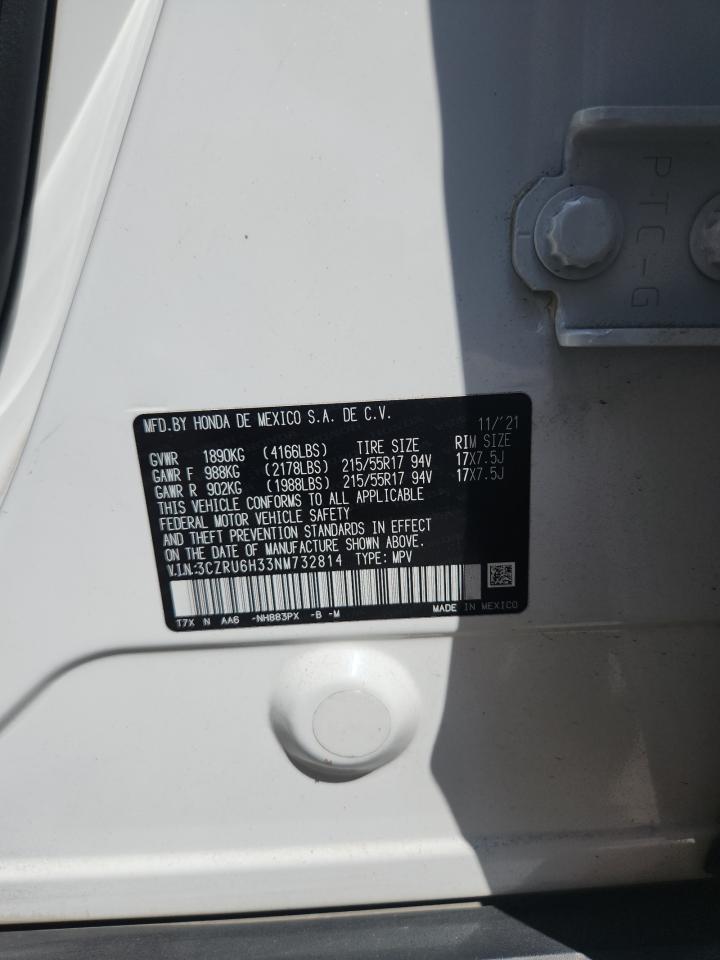 PTC-G
MFD.BY HONDA DE MEXICO S.A. DE C.V. 11/'21
GVWR 1890KG (4166LBS) TIRE SIZE RIM SIZE
GAWR F 988KG (2178LBS) 215/55R17 94V 17X7.5J
GAWR R 902KG (1988LBS) 215/55R17 94V 17X7.5J
THIS VEHICLE CONFORMS TO ALL APPLICABLE
FEDERAL MOTOR VEHICLE SAFETY
AND THEFT PREVENTION STANDARDS IN EFFECT
ON THE DATE OF MANUFACTURE SHOWN ABOVE.
V.I.N.:3CZRU6H33NM732814 TYPE: MPV
T7X N AA6 -NH883PX -B -M MADE IN MEXICO